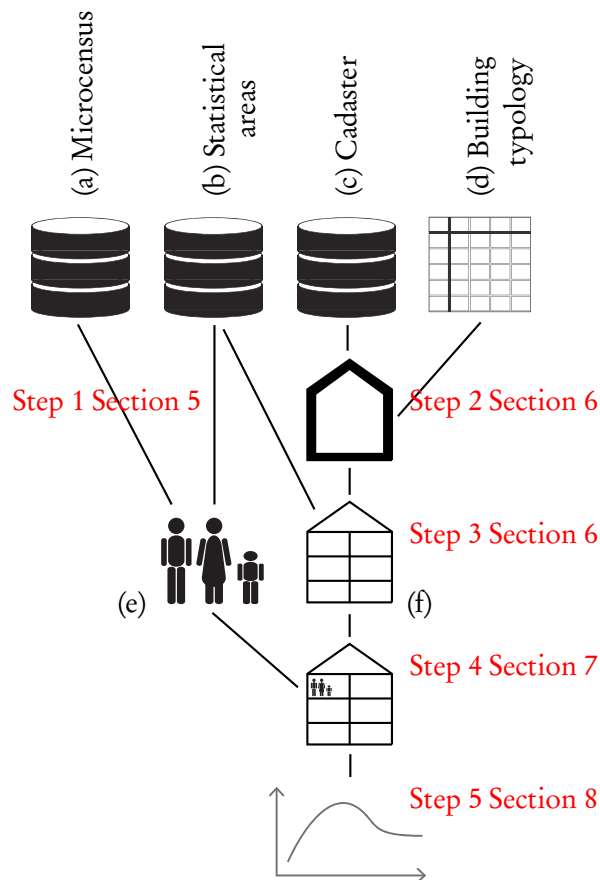 (a) Microcensus
(b) Statistical
areas
(c) Cadaster
(d) Building
typology
Step 1 Section 5
Step 2 Section 6
Step 3 Section 6
(e)
(f)
Step 4 Section 7
Step 5 Section 8